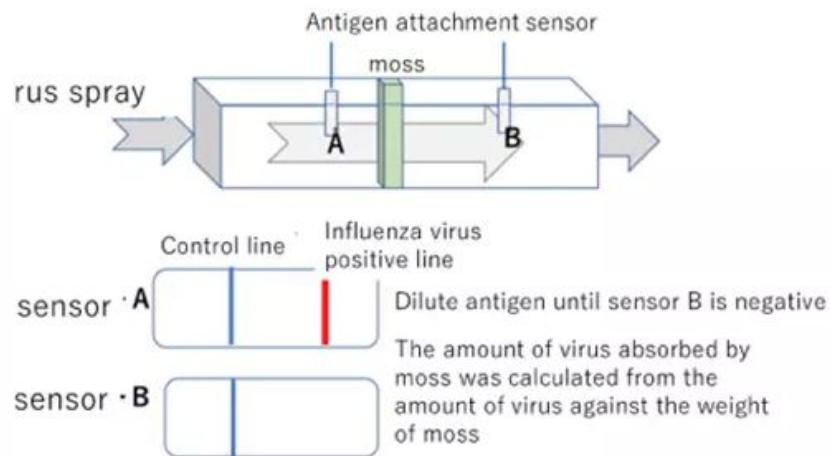 Antigen attachment sensor
moss
rus spray
A
B
Control line
Influenza virus
positive line
sensor · A
Dilute antigen until sensor B is negative
sensor · B
The amount of virus absorbed by
moss was calculated from the
amount of virus against the weight
of moss